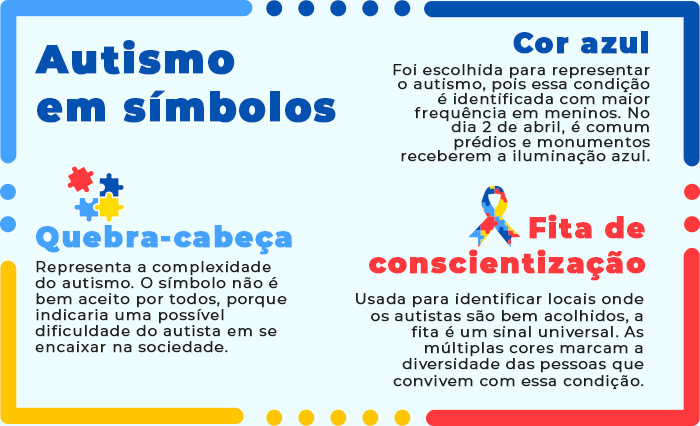 Autismo
em símbolos
Cor azul
Foi escolhida para representar
o autismo, pois essa condição
é identificada com maior
frequência em meninos. No
dia 2 de abril, é comum
prédios e monumentos
receberem a iluminação azul.
Quebra-cabeça
Representa a complexidade
do autismo. O símbolo não é
bem aceito por todos, porque
indicaria uma possível
dificuldade do autista em se
encaixar na sociedade.
Fita de
conscientização
Usada para identificar locais onde
os autistas são bem acolhidos, a
fita é um sinal universal. As
múltiplas cores marcam a
diversidade das pessoas que
convivem com essa condição.